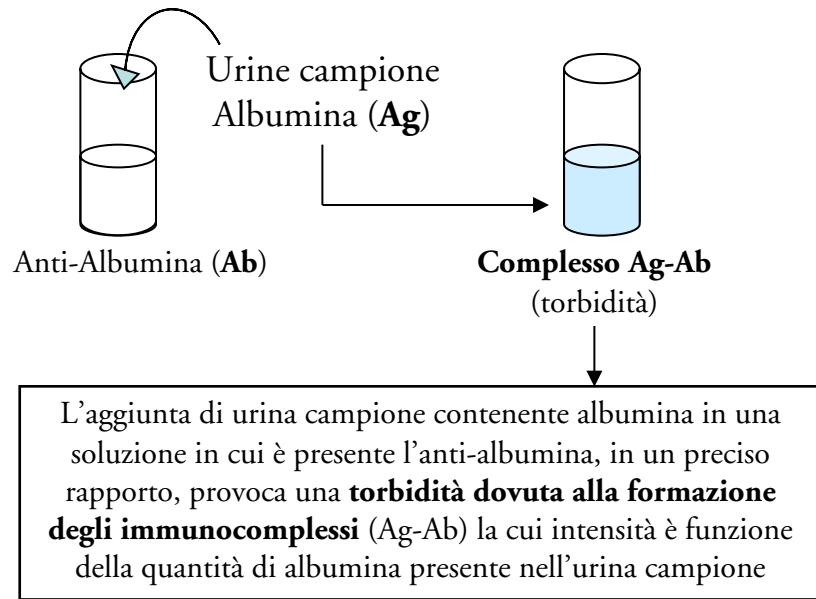 Urine campione
Albumina (Ag)
Anti-Albumina (Ab)
Complesso Ag-Ab
(torbidità)
L'aggiunta di urina campione contenente albumina in una
soluzione in cui è presente l'anti-albumina, in un preciso
rapporto, provoca una torbidità dovuta alla formazione
degli immunocomplessi (Ag-Ab) la cui intensità è funzione
della quantità di albumina presente nell'urina campione